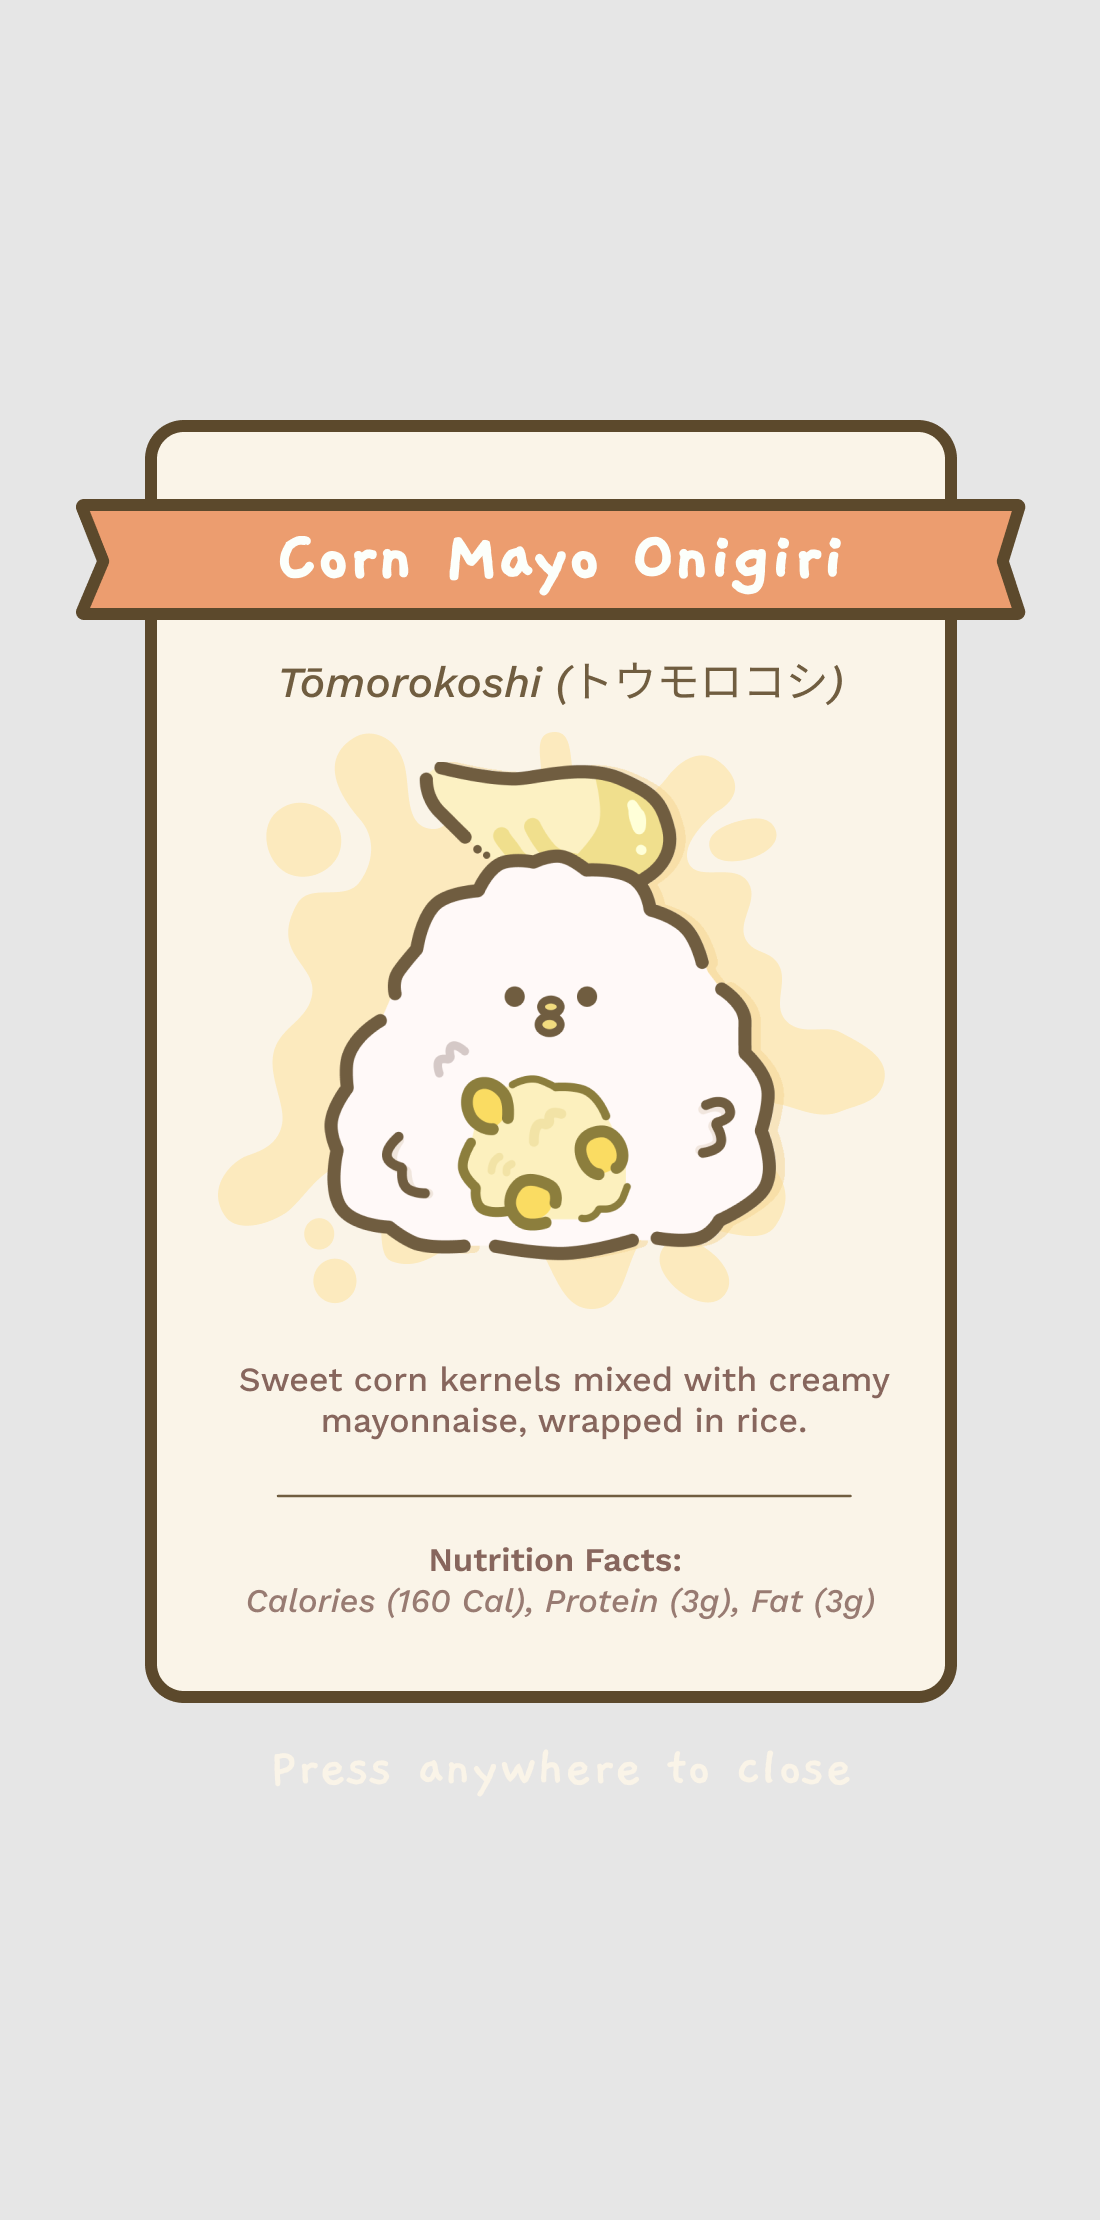 Corn Mayo Onigiri
Tōmorokoshi (トウモロコシ)
Sweet corn kernels mixed with creamy
mayonnaise, wrapped in rice.
Nutrition Facts:
Calories (160 Cal), Protein (3g), Fat (3g)
Press anywhere to close